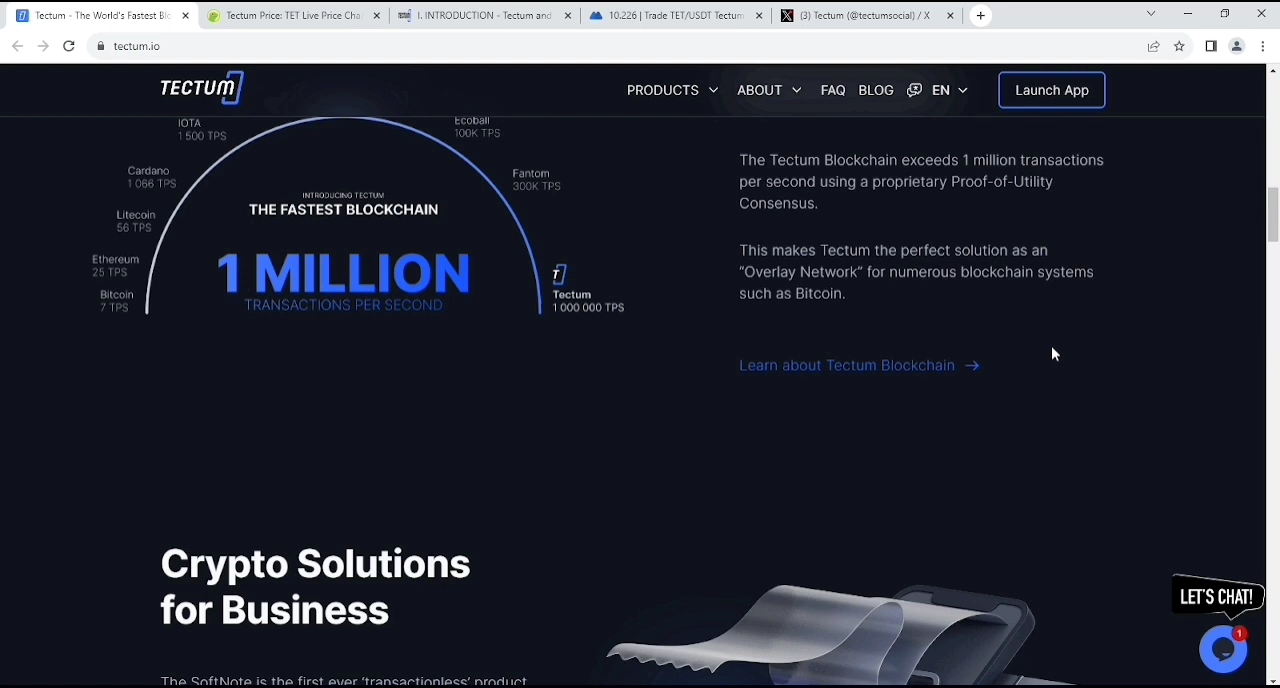 Tectum - The World's Fastest Blo
Tectum Price: TET Live Price Cha
I. INTRODUCTION - Tectum and
10.226 | Trade TET/USDT Tectum
(3) Tectum (@tectumsocial) / X
tectum.io
TECTUM
PRODUCTS
ABOUT
FAQ
BLOG
EN
Launch App
IOTA
1 500 TPS
Ecoball
100K TPS
Cardano
1 066 TPS
Fantom
300K TPS
Litecoin
56 TPS
Ethereum
25 TPS
Bitcoin
7 TPS
INTRODUCING TECTUM
THE FASTEST BLOCKCHAIN
1 MILLION
TRANSACTIONS PER SECOND
Tectum
1 000 000 TPS
The Tectum Blockchain exceeds 1 million transactions
per second using a proprietary Proof-of-Utility
Consensus.
This makes Tectum the perfect solution as an
“Overlay Network” for numerous blockchain systems
such as Bitcoin.
Learn about Tectum Blockchain →
Crypto Solutions
for Business
The SoftNote is the first ever ‘transactionless’ product
LET'S CHAT!
1